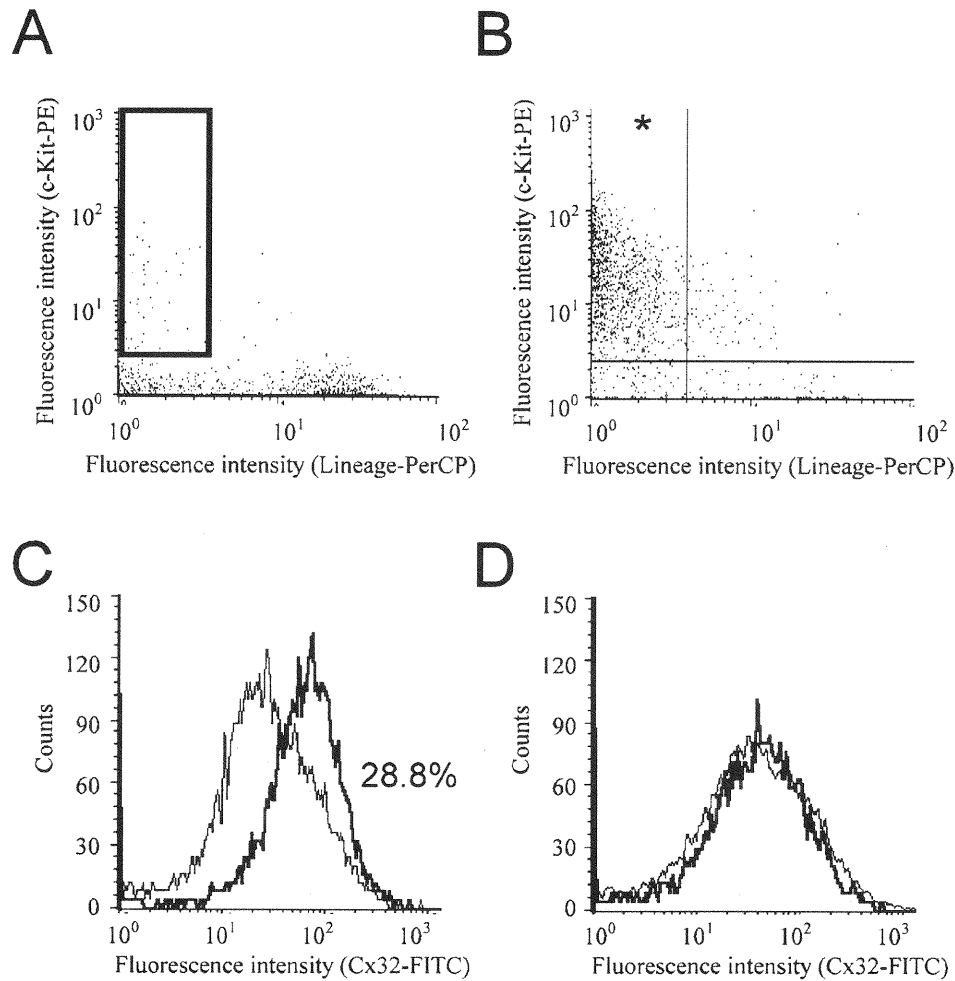 A
B
Fluorescence intensity (c-Kit-PE)
10³
10²
10¹
10⁰
10⁰ 10¹ 10²
Fluorescence intensity (Lineage-PerCP)
Fluorescence intensity (c-Kit-PE)
10³
10²
10¹
10⁰
*
10⁰ 10¹ 10²
Fluorescence intensity (Lineage-PerCP)
C
D
Counts
150
120
90
60
30
0
28.8%
10⁰ 10¹ 10² 10³
Fluorescence intensity (Cx32-FITC)
Counts
150
120
90
60
30
0
10⁰ 10¹ 10² 10³
Fluorescence intensity (Cx32-FITC)